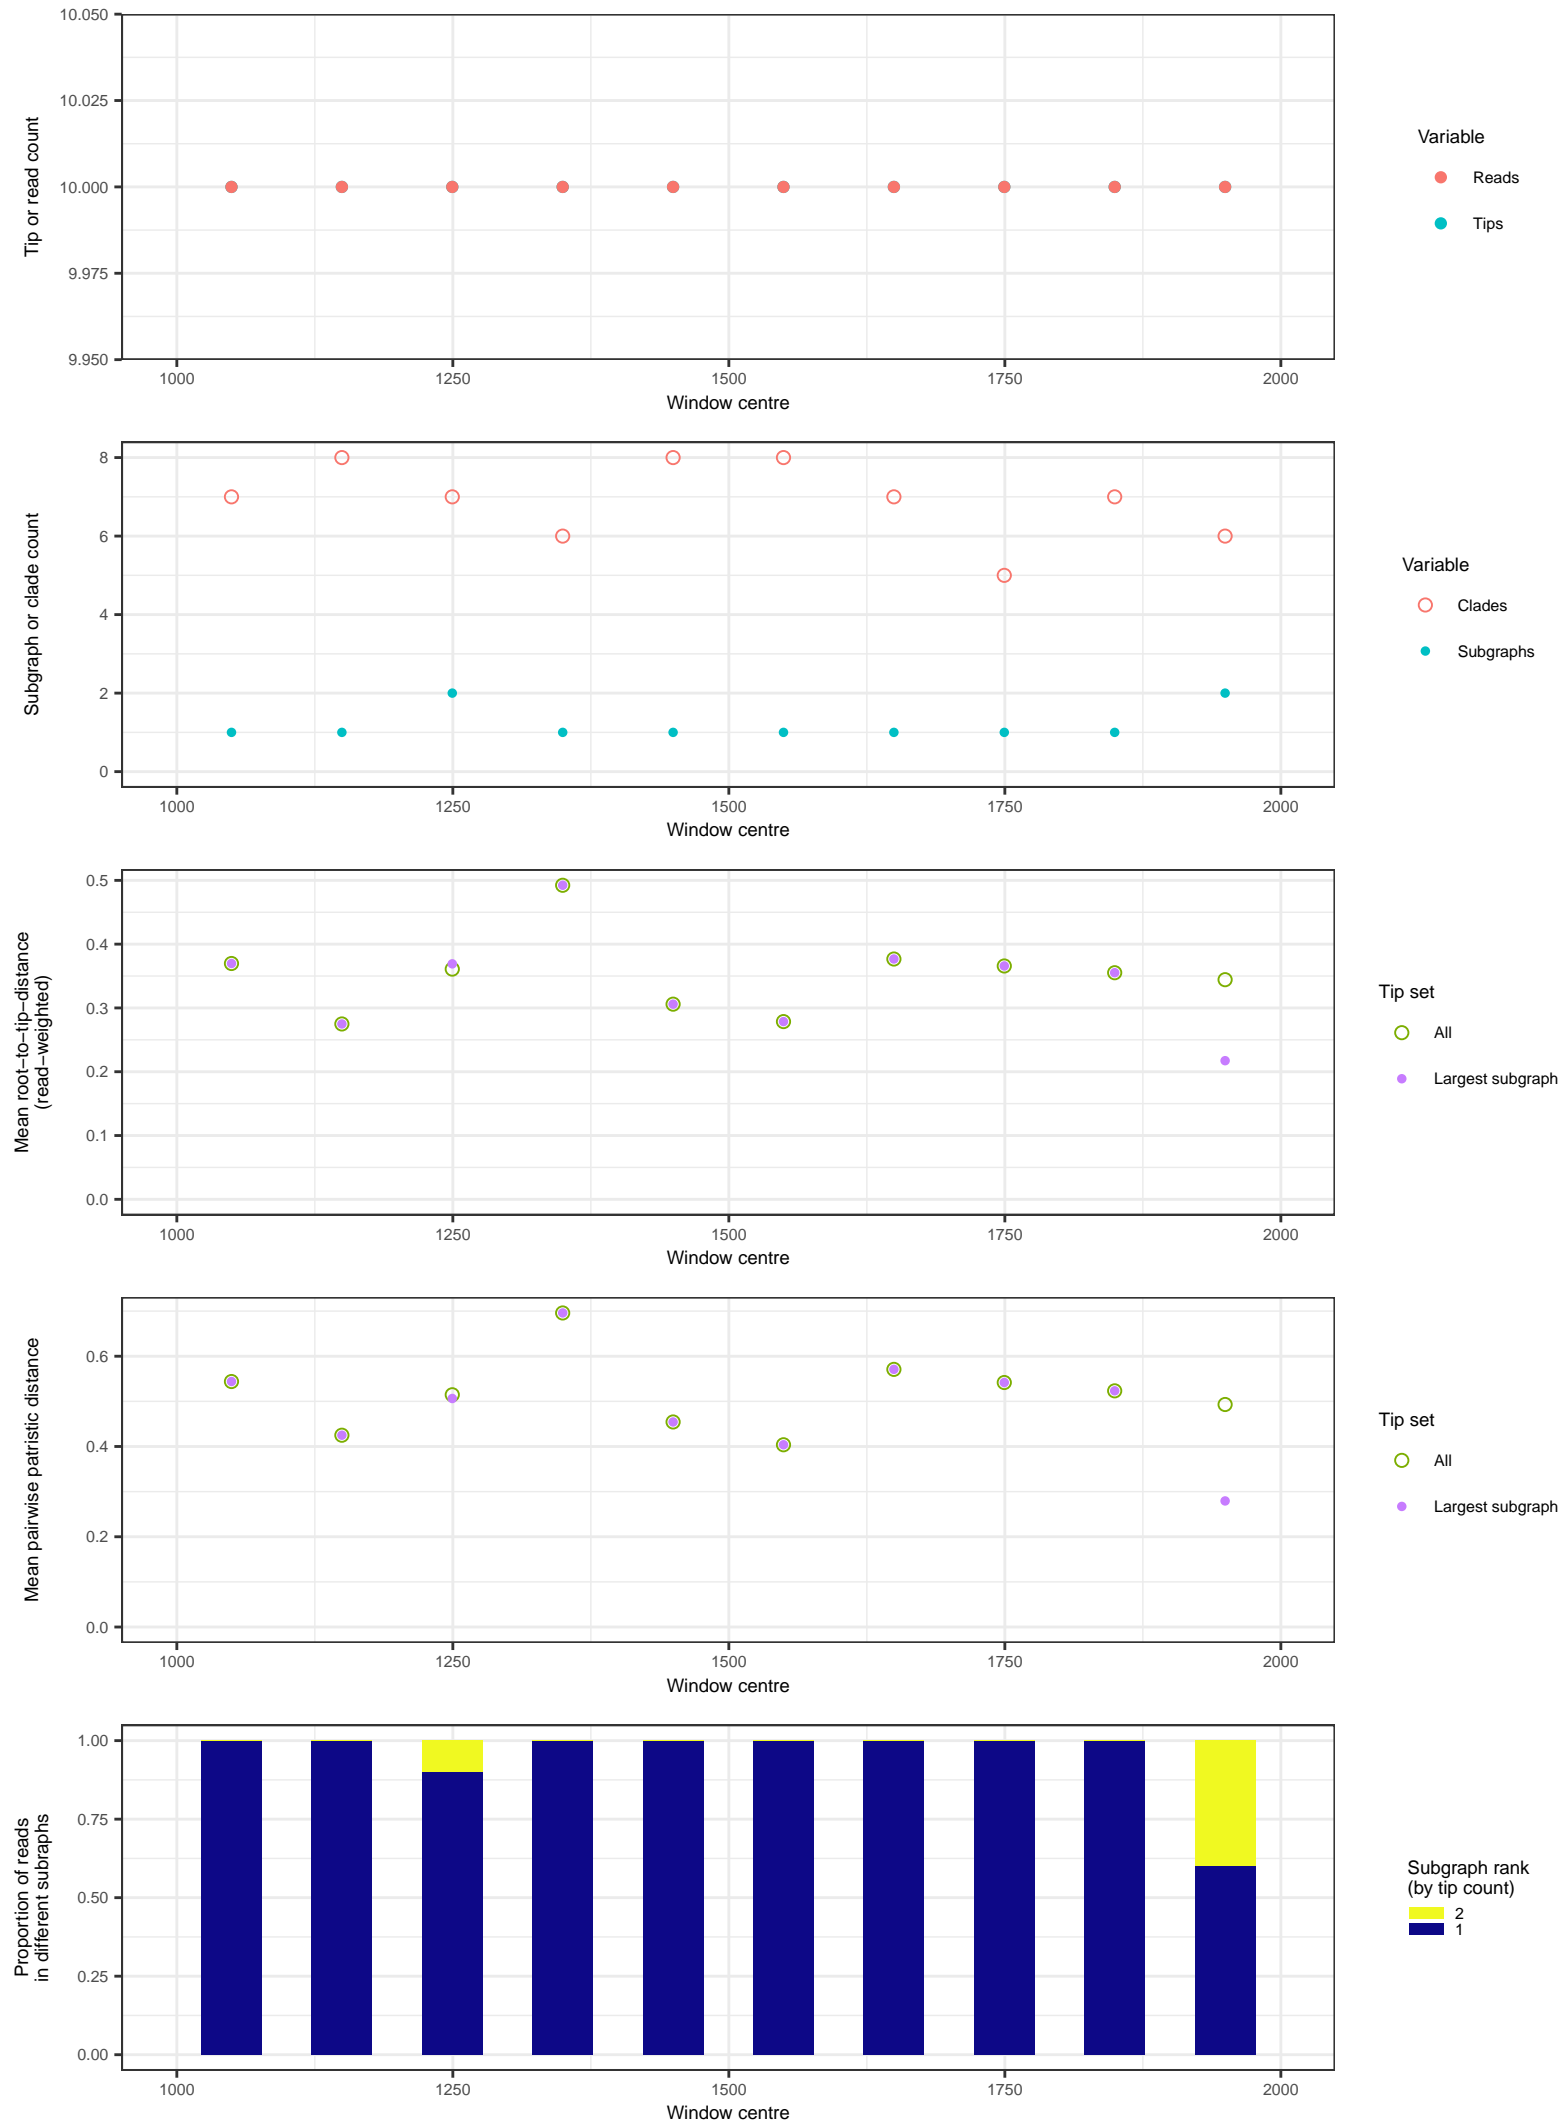 10.050
10.025
10.000
9.975
9.950
Tip or read count
1000 1250 1500 1750 2000
Window centre
Variable
Reads
Tips
8
6
4
2
0
Subgraph or clade count
1000 1250 1500 1750 2000
Window centre
Variable
Clades
Subgraphs
0.5
0.4
0.3
0.2
0.1
0.0
Mean root−to−tip−distance
(read−weighted)
1000 1250 1500 1750 2000
Window centre
Tip set
All
Largest subgraph
0.6
0.4
0.2
0.0
Mean pairwise patristic distance
1000 1250 1500 1750 2000
Window centre
Tip set
All
Largest subgraph
1.00
0.75
0.50
0.25
0.00
Proportion of reads
in different subraphs
1000 1250 1500 1750 2000
Window centre
Subgraph rank
(by tip count)
2
1